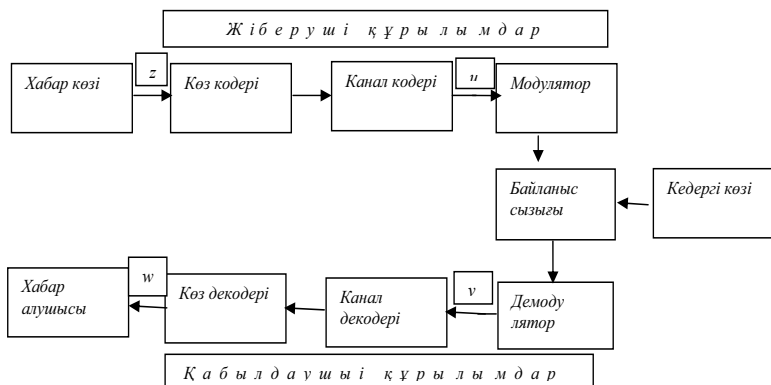 Жіберуші құрылымдар
z
u
Хабар көзі
Көз кодері
Канал кодері
Модулятор
Байланыс
сызығы
Кедергі көзі
w
v
Хабар
алушысы
Көз декодері
Канал
декодері
Демоду
лятор
Қабылдаушыіі құрылымдар